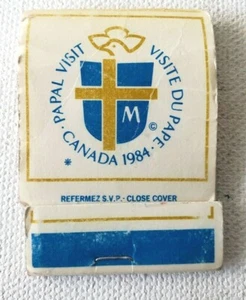 · PAPAL VISIT
VISITE DU PAPE ·
M
©
* CANADA 1984 ·
REFERMEZ S.V.P. - CLOSE COVER